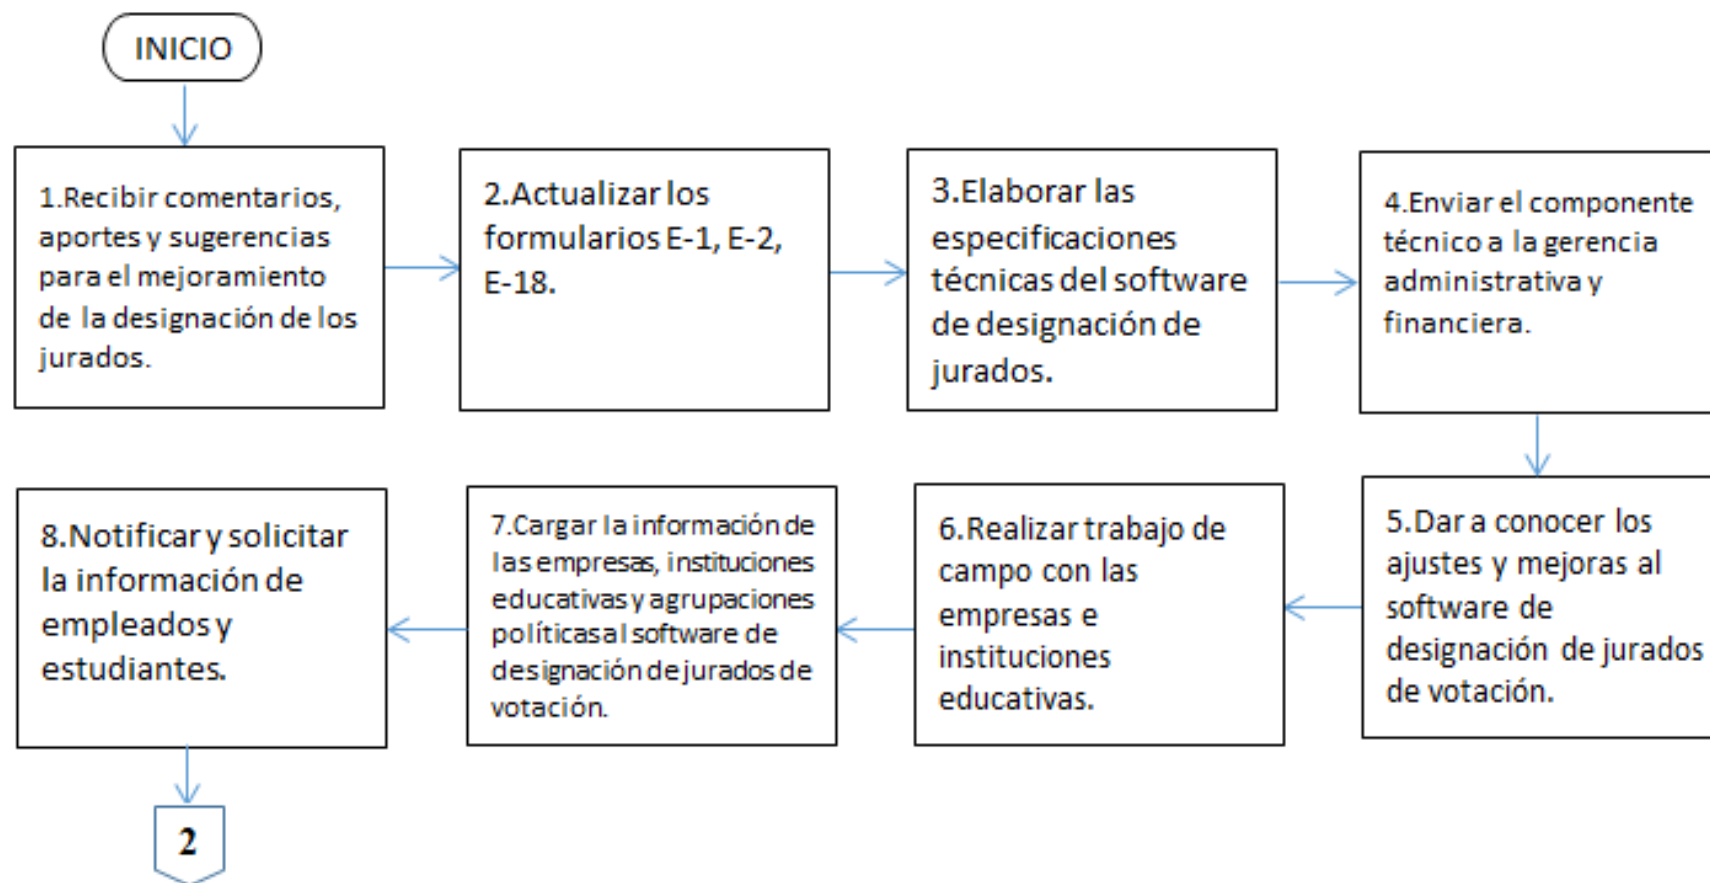 INICIO
1.Recibir comentarios,
aportes y sugerencias
para el mejoramiento
de la designación de los
jurados.
2.Actualizar los
formularios E-1, E-2,
E-18.
3.Elaborar las
especificaciones
técnicas del software
de designación de
jurados.
4.Enviar el componente
técnico a la gerencia
administrativa y
financiera.
5.Dar a conocer los
ajustes y mejoras al
software de
designación de jurados
de votación.
6.Realizar trabajo de
campo con las
empresas e
instituciones
educativas.
7.Cargar la información de
las empresas, instituciones
educativas y agrupaciones
políticas al software de
designación de jurados de
votación.
8.Notificar y solicitar
la información de
empleados y
estudiantes.
2